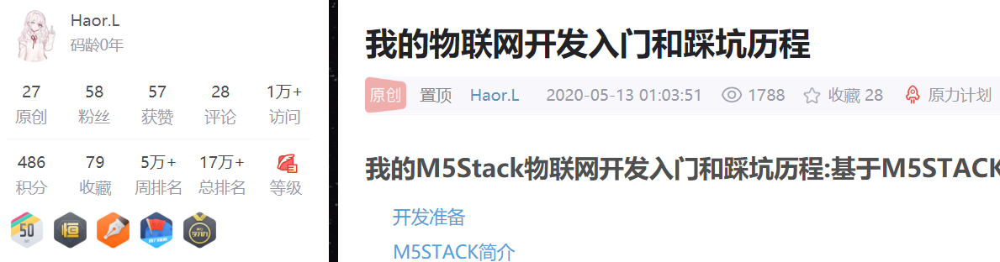 Haor.L
码龄0年
27 58 57 28 1万+
原创 粉丝 获赞 评论 访问
486 79 5万+ 17万+
积分 收藏 周排名 总排名 等级
50
恒
我的物联网开发入门和踩坑历程
原创 置顶 Haor.L 2020-05-13 01:03:51 1788 收藏 28 原力计划
我的M5Stack物联网开发入门和踩坑历程:基于M5STACK
开发准备
M5STACK简介